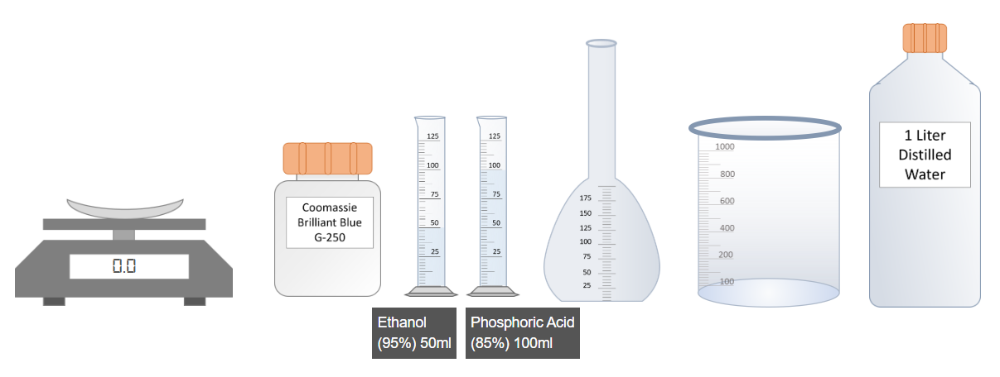 0.0
Coomassie
Brilliant Blue
G-250
125
100
75
50
25
125
100
75
50
25
175
150
125
100
75
50
25
1000
800
600
400
200
100
1 Liter
Distilled
Water
Ethanol
(95%) 50ml
Phosphoric Acid
(85%) 100ml